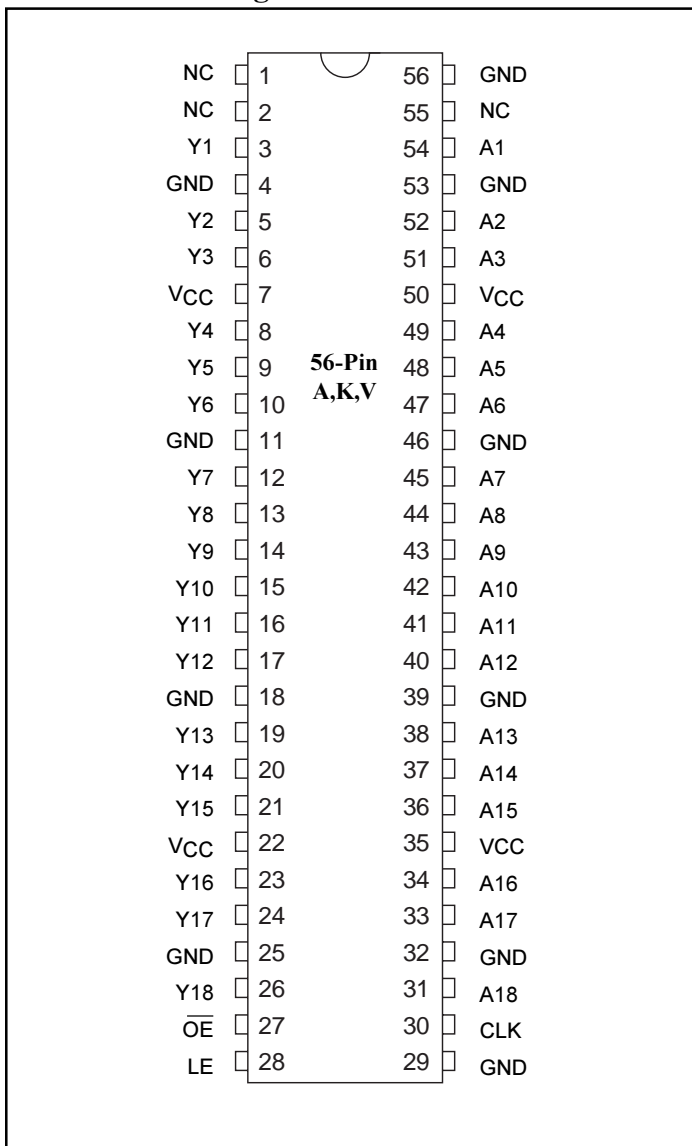 NC 1 56 GND
NC 2 55 NC
Y1 3 54 A1
GND 4 53 GND
Y2 5 52 A2
Y3 6 51 A3
VCC 7 50 VCC
Y4 8 49 A4
Y5 9 56-Pin 48 A5
Y6 10 A,K,V 47 A6
GND 11 46 GND
Y7 12 45 A7
Y8 13 44 A8
Y9 14 43 A9
Y10 15 42 A10
Y11 16 41 A11
Y12 17 40 A12
GND 18 39 GND
Y13 19 38 A13
Y14 20 37 A14
Y15 21 36 A15
VCC 22 35 VCC
Y16 23 34 A16
Y17 24 33 A17
GND 25 32 GND
Y18 26 31 A18
O̅E̅ 27 30 CLK
LE 28 29 GND